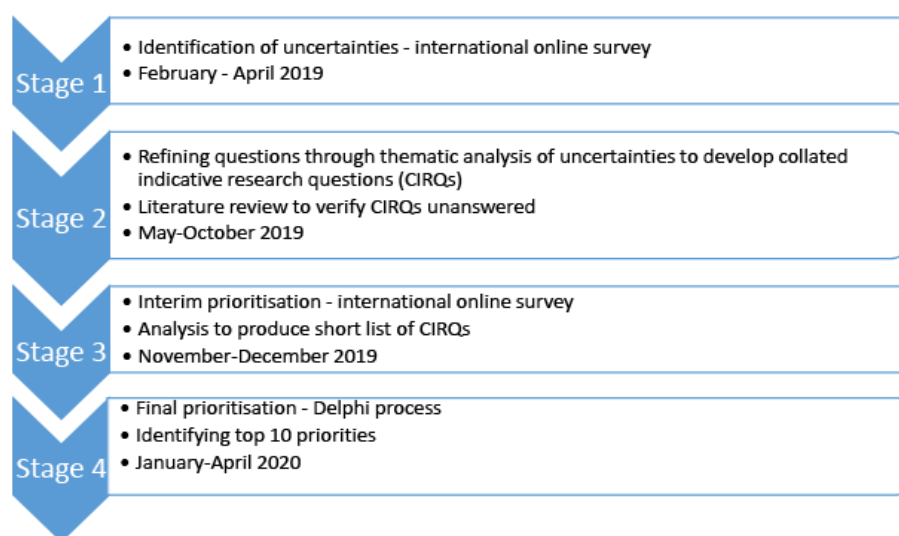 Stage 1
• Identification of uncertainties - international online survey
• February - April 2019
Stage 2
• Refining questions through thematic analysis of uncertainties to develop collated
indicative research questions (CIRQs)
• Literature review to verify CIRQs unanswered
• May-October 2019
Stage 3
• Interim prioritisation - international online survey
• Analysis to produce short list of CIRQs
• November-December 2019
Stage 4
• Final prioritisation - Delphi process
• Identifying top 10 priorities
• January-April 2020